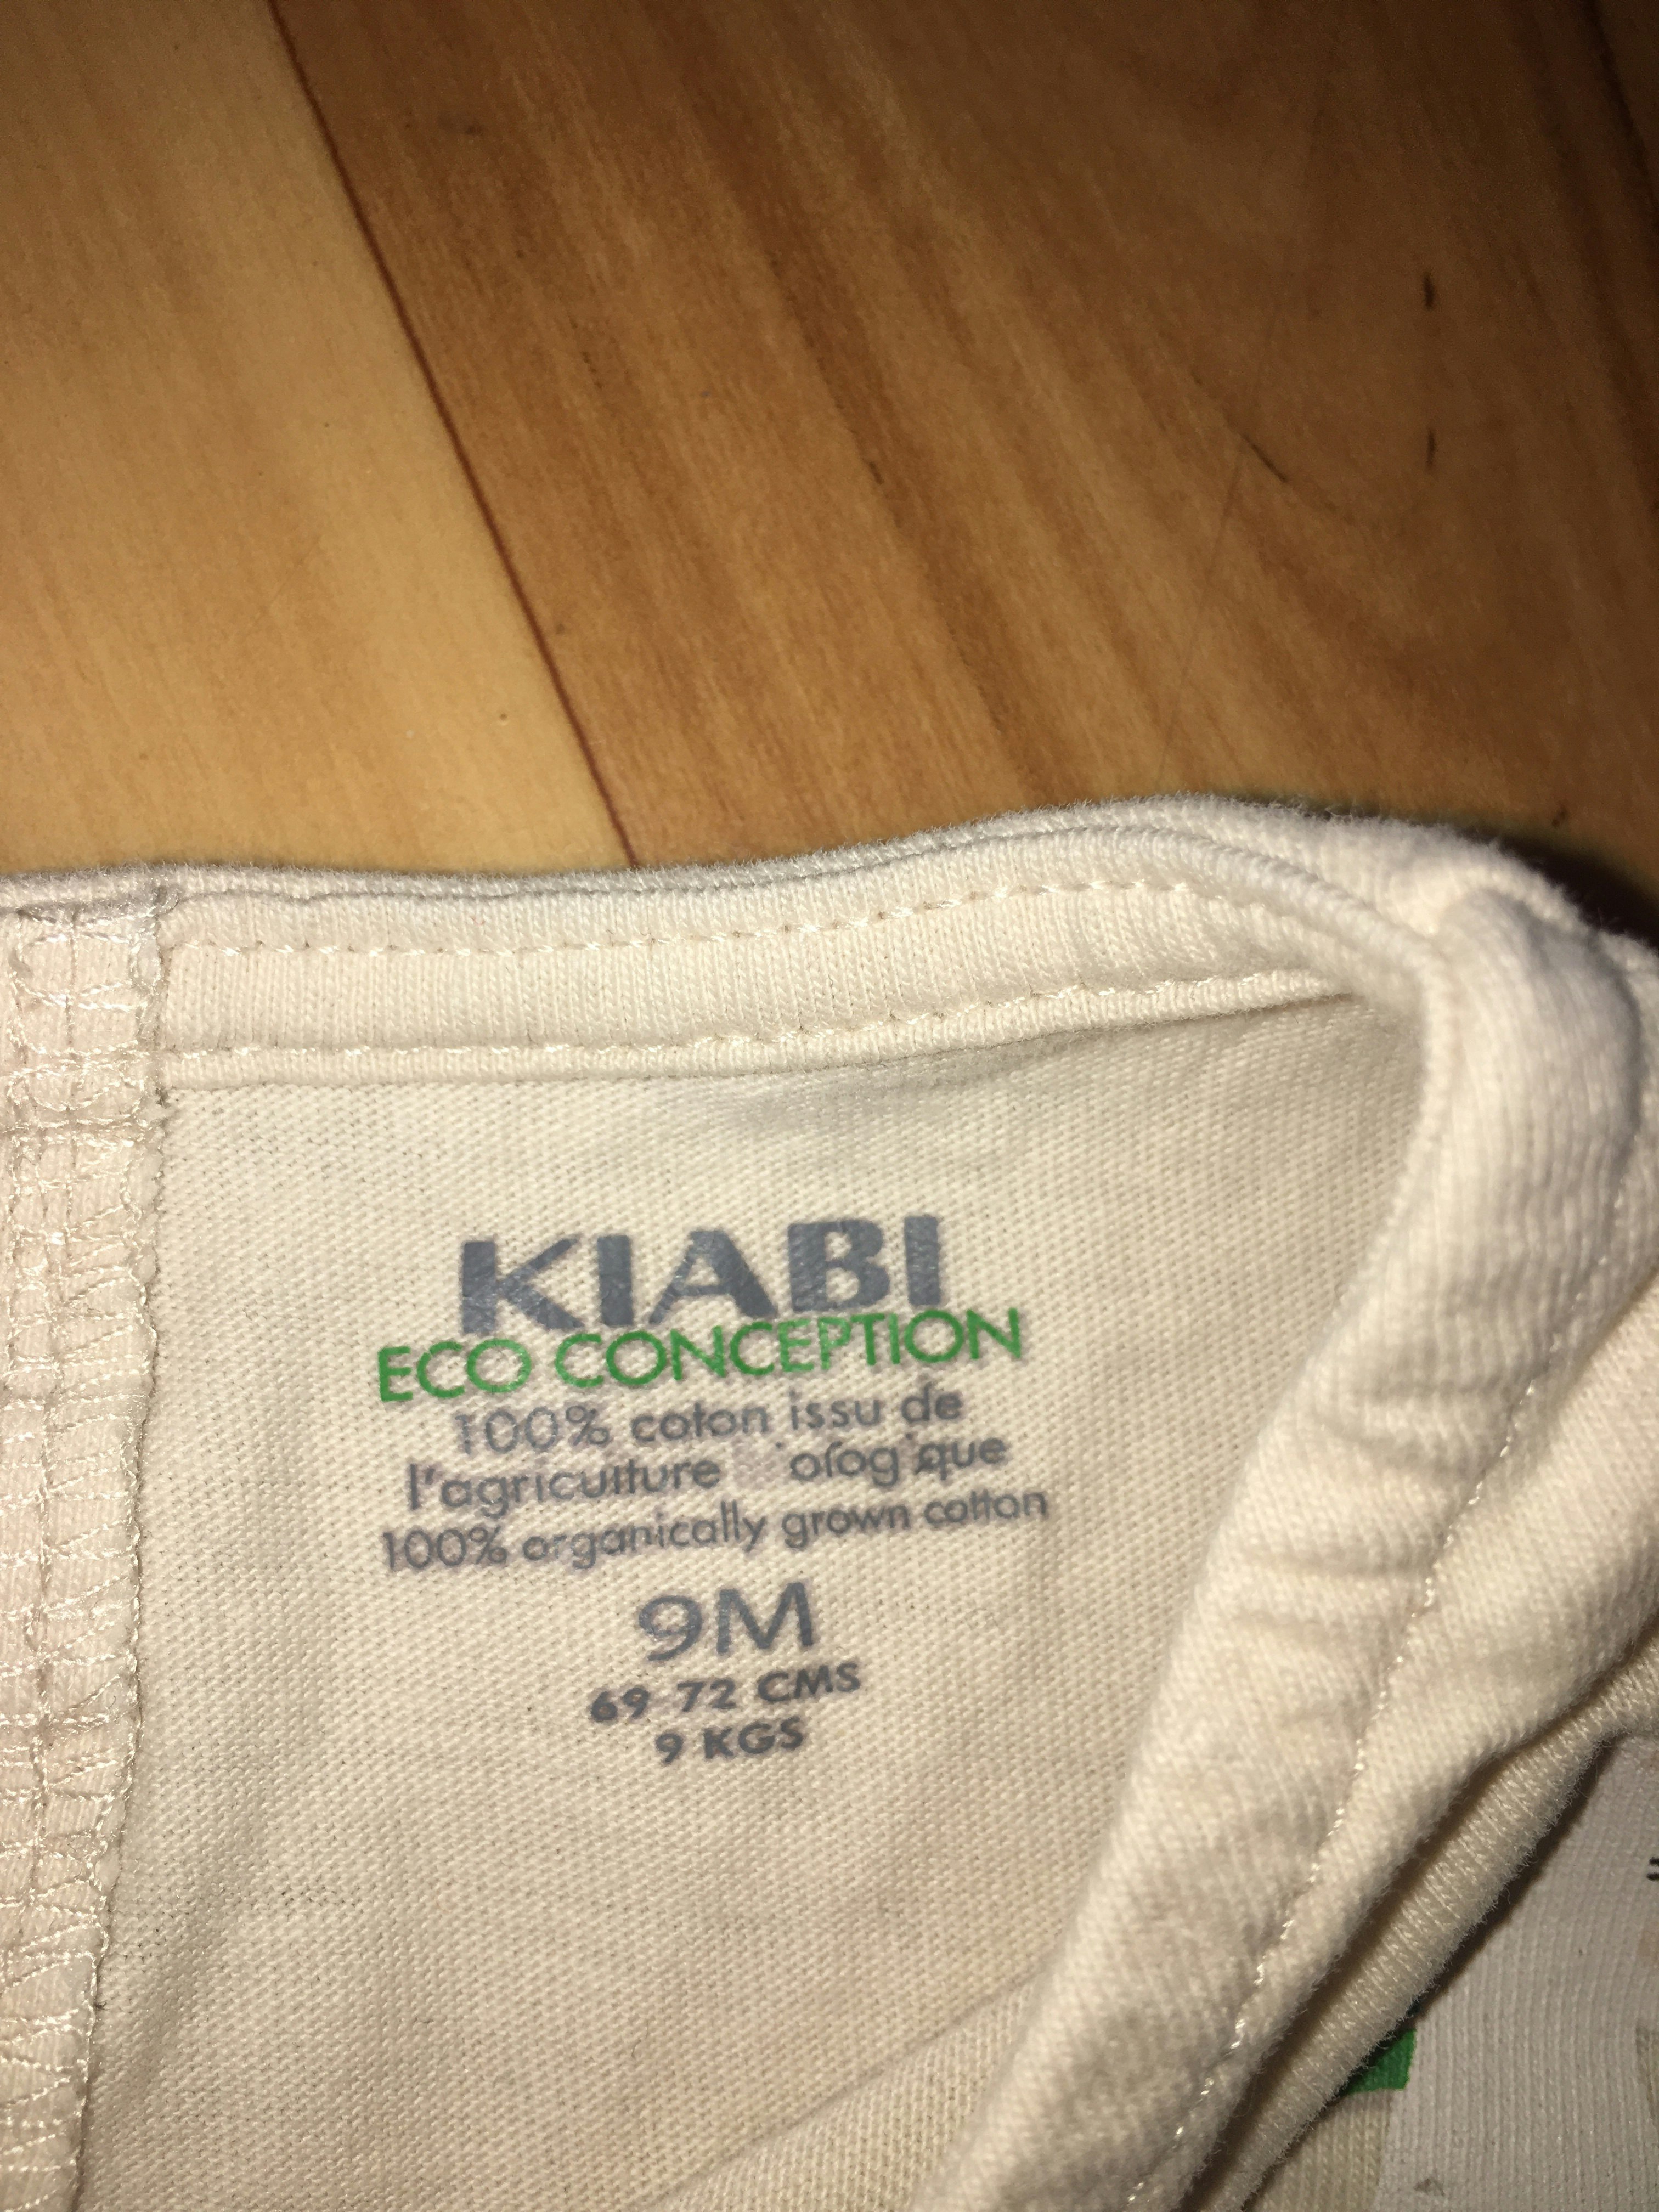 KIABI
ECO CONCEPTION
100% coton issu de
l'agriculture
100% organically grown cotton
9M
69-72 CMS
9 KGS